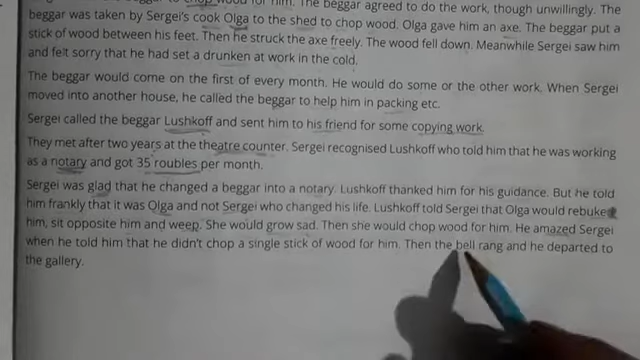 chop wood for him. The beggar agreed to do the work, though unwillingly. The
beggar was taken by Sergei's cook Olga to the shed to chop wood. Olga gave him an axe. The beggar put a
stick of wood between his feet. Then he struck the axe freely. The wood fell down. Meanwhile Sergei saw him
and felt sorry that he had set a drunken at work in the cold.
The beggar would come on the first of every month. He would do some or the other work. When Sergei
moved into another house, he called the beggar to help him in packing etc.
Sergei called the beggar Lushkoff and sent him to his friend for some copying work.
They met after two years at the theatre counter. Sergei recognised Lushkoff who told him that he was working
as a notary and got 35 roubles per month.
Sergei was glad that he changed a beggar into a notary. Lushkoff thanked him for his guidance. But he told
him frankly that it was Olga and not Sergei who changed his life. Lushkoff told Sergei that Olga would rebuke
him, sit opposite him and weep. She would grow sad. Then she would chop wood for him. He amazed Sergei
when he told him that he didn't chop a single stick of wood for him. Then the bell rang and he departed to
the gallery.